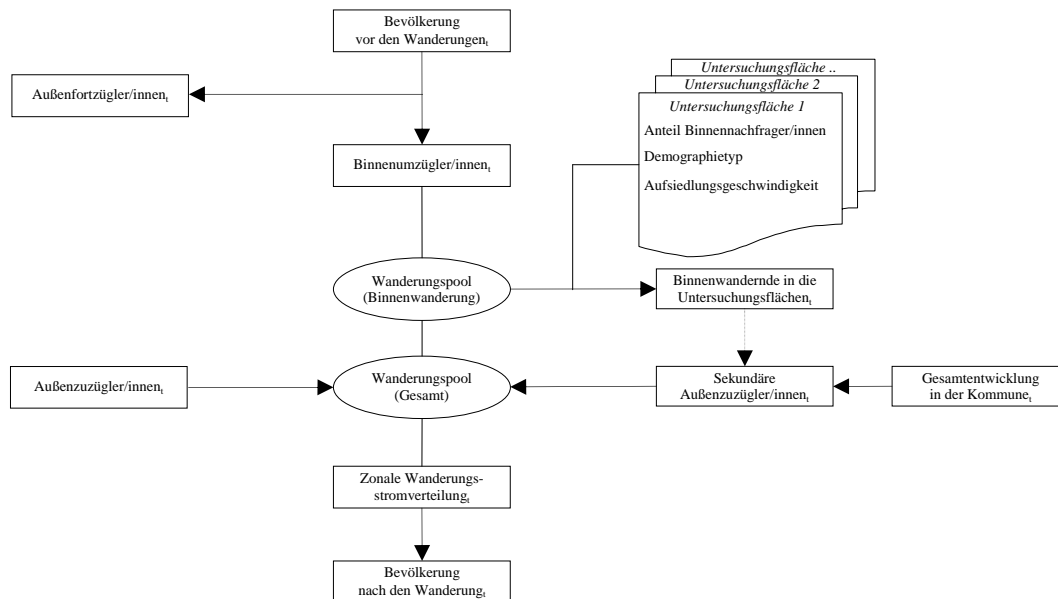 Bevölkerung
vor den Wanderungenₜ
Untersuchungsfläche ..
Untersuchungsfläche 2
Untersuchungsfläche 1
Außenfortzügler/innenₜ
Anteil Binnennachfrager/innen
Demographietyp
Aufsiedlungsgeschwindigkeit
Binnenumzügler/innenₜ
Wanderungspool
(Binnenwanderung)
Binnenwandernde in die
Untersuchungsflächenₜ
Außenzuzügler/innenₜ
Wanderungspool
(Gesamt)
Sekundäre
Außenzuzügler/innenₜ
Gesamtentwicklung
in der Kommuneₜ
Zonale Wanderungs-
stromverteilungₜ
Bevölkerung
nach den Wanderungₜ